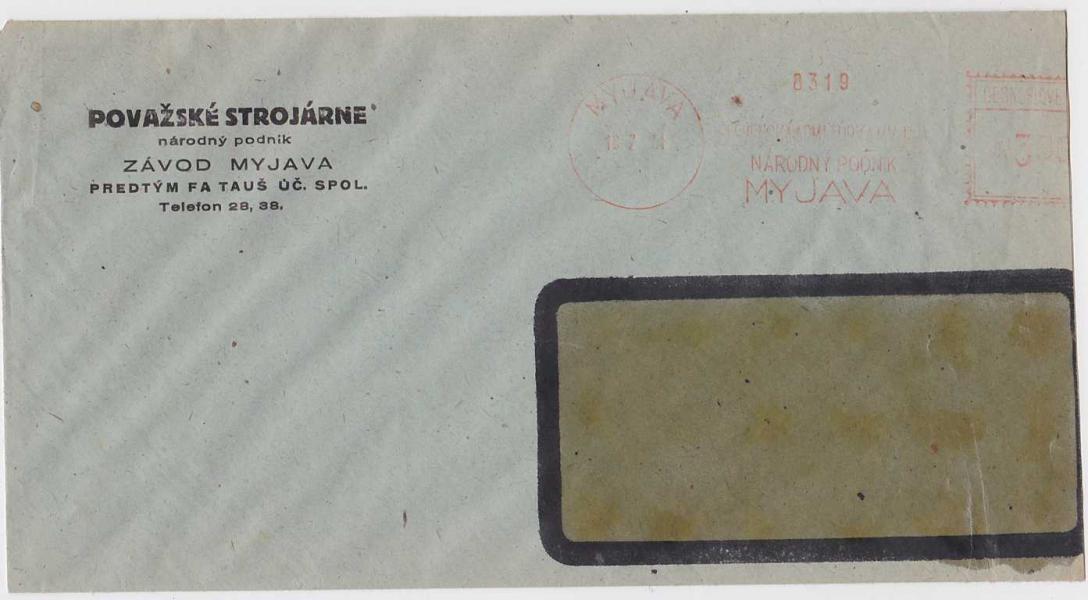 POVAŽSKÉ STROJÁRNE
národný podnik
ZÁVOD MYJAVA
PREDTÝM FA TAUŠ ÚČ. SPOL.
Telefon 28, 38.
MYJAVA
8319
NÁRODNÝ PODNIK
MYJAVA
3